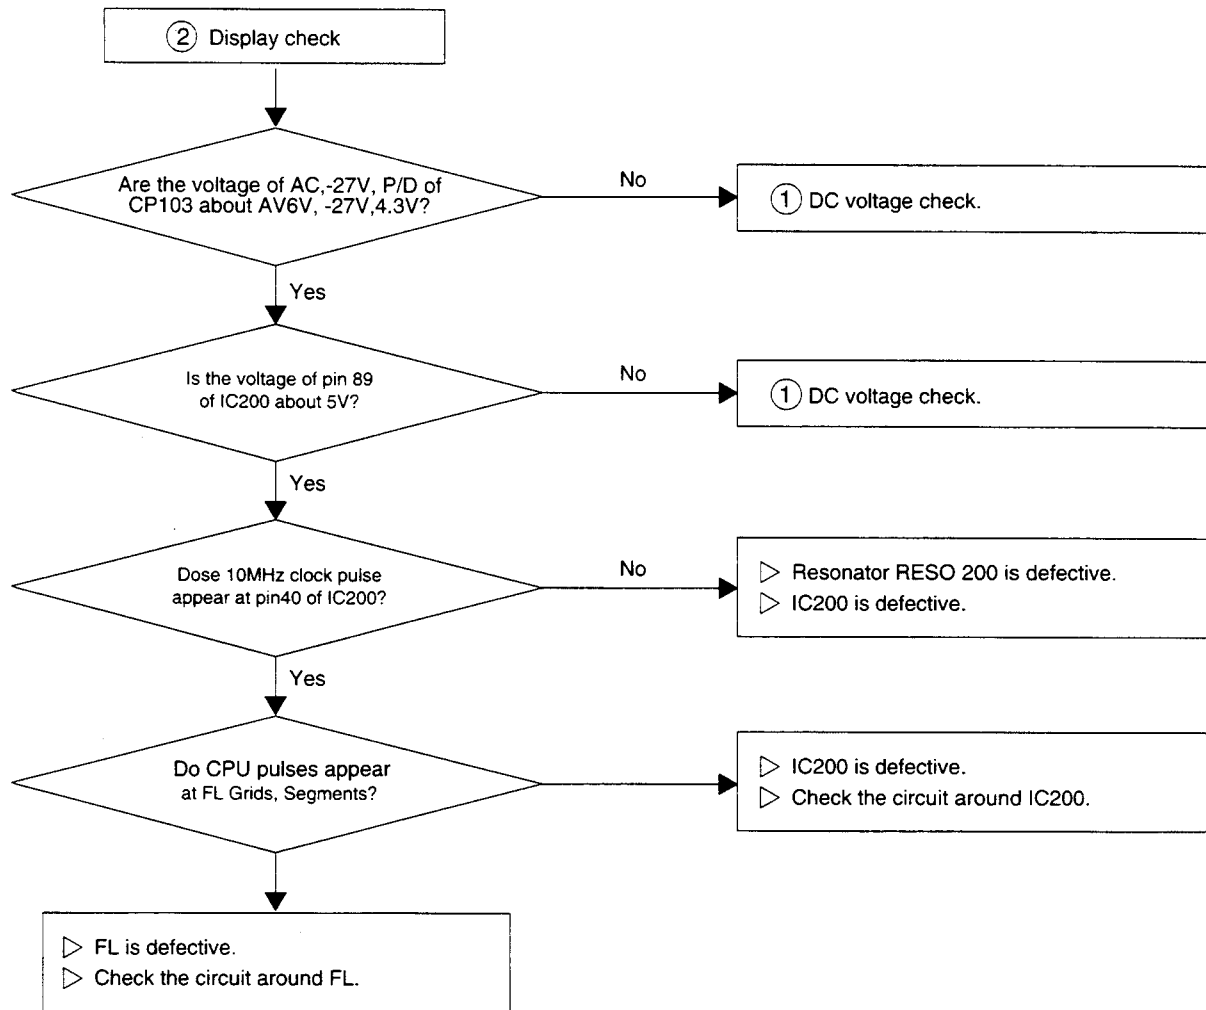 ② Display check
Are the voltage of AC,-27V, P/D of
CP103 about AV6V, -27V,4.3V?
No
① DC voltage check.
Yes
Is the voltage of pin 89
of IC200 about 5V?
No
① DC voltage check.
Yes
Dose 10MHz clock pulse
appear at pin40 of IC200?
No
▷ Resonator RESO 200 is defective.
▷ IC200 is defective.
Yes
Do CPU pulses appear
at FL Grids, Segments?
▷ IC200 is defective.
▷ Check the circuit around IC200.
▷ FL is defective.
▷ Check the circuit around FL.